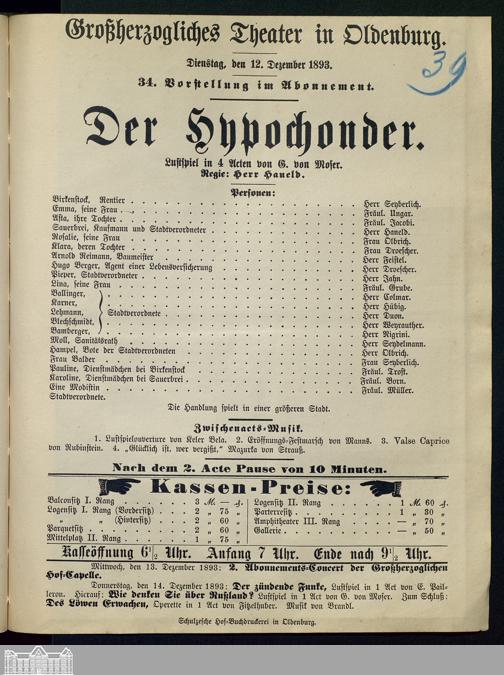 39
Großherzogliches Theater in Oldenburg.
Dienstag, den 12. Dezember 1893.
34. Vorstellung im Abonnement.
Der Hypochonder.
Lustspiel in 4 Acten von G. von Moser.
Regie: Herr Haneld.
Personen:
Birkenstock, Rentier . . . Herr Seyderlich.
Emma, seine Frau . . . Fräul. Ungar.
Asta, ihre Tochter . . . Fräul. Jacobi.
Sauerbrei, Kaufmann und Stadtverordneter . . . Herr Haneld.
Rosalie, seine Frau . . . Frau Olbrich.
Klara, deren Tochter . . . Frau Droescher.
Arnold Reimann, Baumeister . . . Herr Feistel.
Hugo Berger, Agent einer Lebensversicherung . . . Herr Droescher.
Pieper, Stadtverordneter . . . Herr Jahn.
Lina, seine Frau . . . Fräul. Grube.
Ballinger, . . . Herr Colmar.
Karner, . . . Herr Hübig.
Lehmann, Stadtverordnete . . . Herr Duon.
Blechschmidt, . . . Herr Weyrauther.
Bamberger, . . . Herr Nigrini.
Moll, Sanitätsrath . . . Herr Seydelmann.
Hampel, Bote der Stadtverordneten . . . Herr Olbrich.
Frau Balder . . . Frau Seyberlich.
Pauline, Dienstmädchen bei Birkenstock . . . Fräul. Trost.
Karoline, Dienstmädchen bei Sauerbrei . . . Fräul. Born.
Eine Modistin . . . Fräul. Müller.
Stadtverordnete.
Die Handlung spielt in einer größeren Stadt.
Zwischenacts-Musik.
1. Lustspielouverture von Keler Bela. 2. Eröffnungs-Festmarsch von Manns. 3. Valse Caprice
von Rubinstein. 4. „Glücklich ist, wer vergißt,“ Mazurka von Strauß.
Nach dem 2. Acte Pause von 10 Minuten.
Kassen-Preise:
Balconsitz I. Rang . . . 3 M. — ₰. Logensitz II. Rang . . . 1 M. 60 ₰.
Logensitz I. Rang (Vordersitz) . . 2 „ 75 „ Parterresitz . . . 1 „ 30 „
„ „ (Hintersitz) . . 2 „ 60 „ Amphitheater III. Rang . . . — „ 70 „
Parquetsitz . . . 2 „ 60 „ Gallerie . . . — „ 50 „
Mittelplatz II. Rang . . . 1 „ 75 „
Kasseöffnung 6½ Uhr. Anfang 7 Uhr. Ende nach 9½ Uhr.
Mittwoch, den 13. Dezember 1893: 2. Abonnements-Concert der Großherzoglichen
Hof-Capelle.
Donnerstag, den 14. Dezember 1893: Der zündende Funke, Lustspiel in 1 Act von E. Pail-
leron. Hierauf: Wie denken Sie über Rußland? Lustspiel in 1 Act von G. von Moser. Zum Schluß:
Des Löwen Erwachen, Operette in 1 Act von Fitzelhuber. Musik von Brandl.
Schulzesche Hof-Buchdruckerei in Oldenburg.